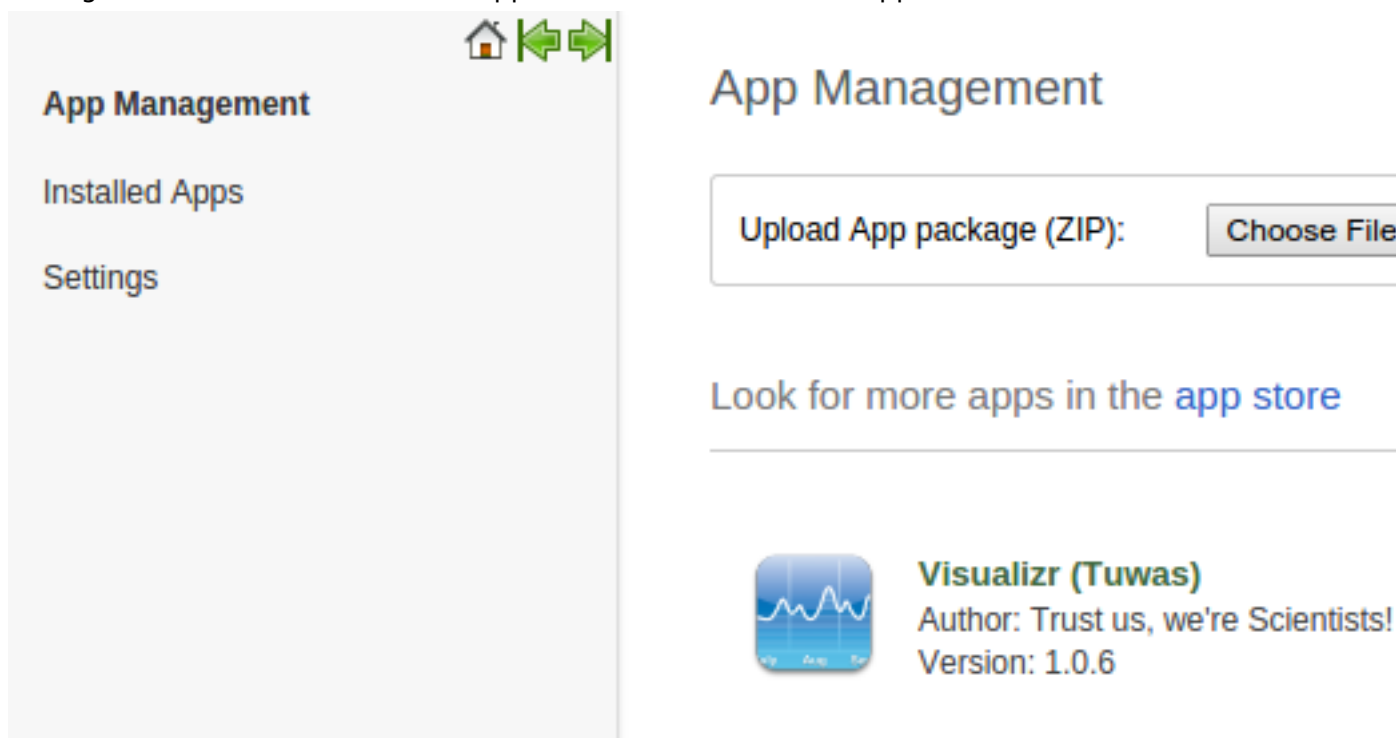 App Management
Installed Apps
Settings
App Management
Upload App package (ZIP):
Choose File
Look for more apps in the app store
Visualizr (Tuwas)
Author: Trust us, we're Scientists!
Version: 1.0.6
Aug